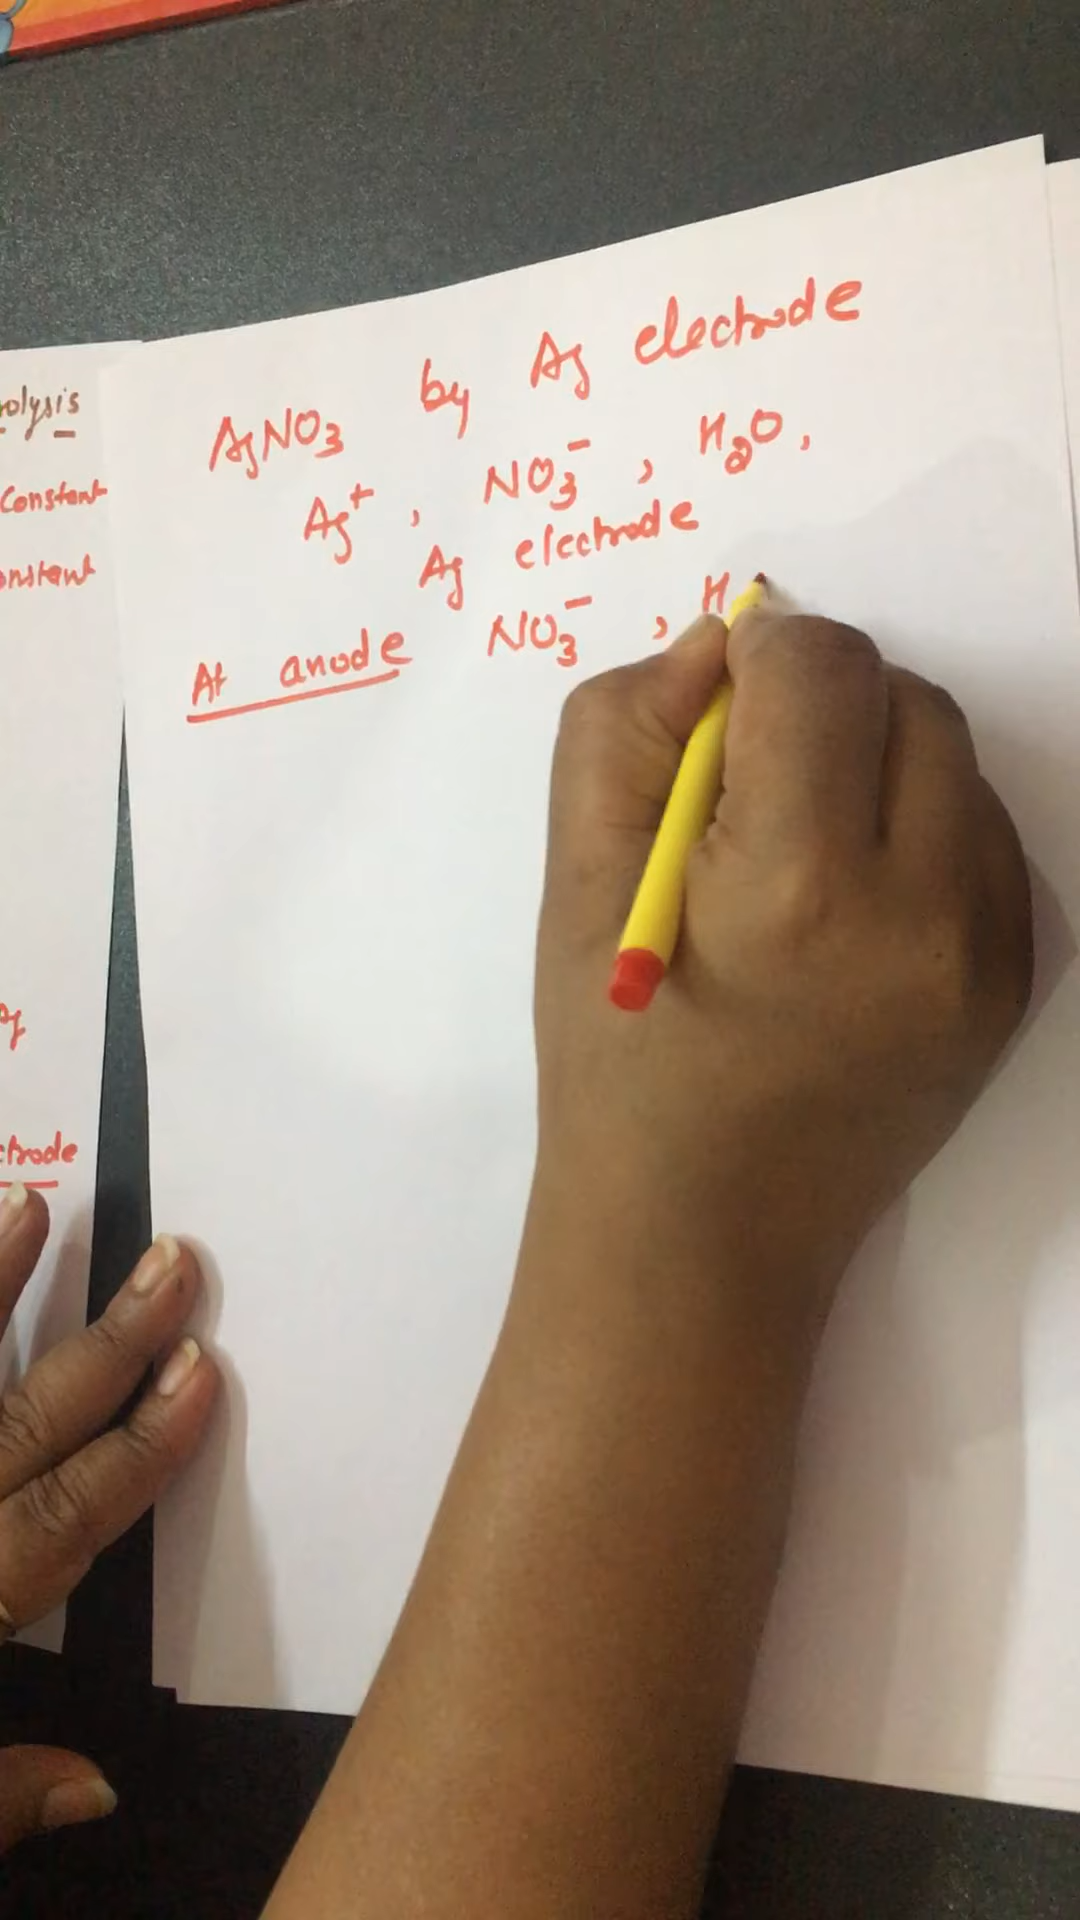 olysis
Constant
onstant
ctrode
AgNO3 by Ag electrode
Ag+, NO3-, H2O,
Ag electrode
At anode NO3-, H